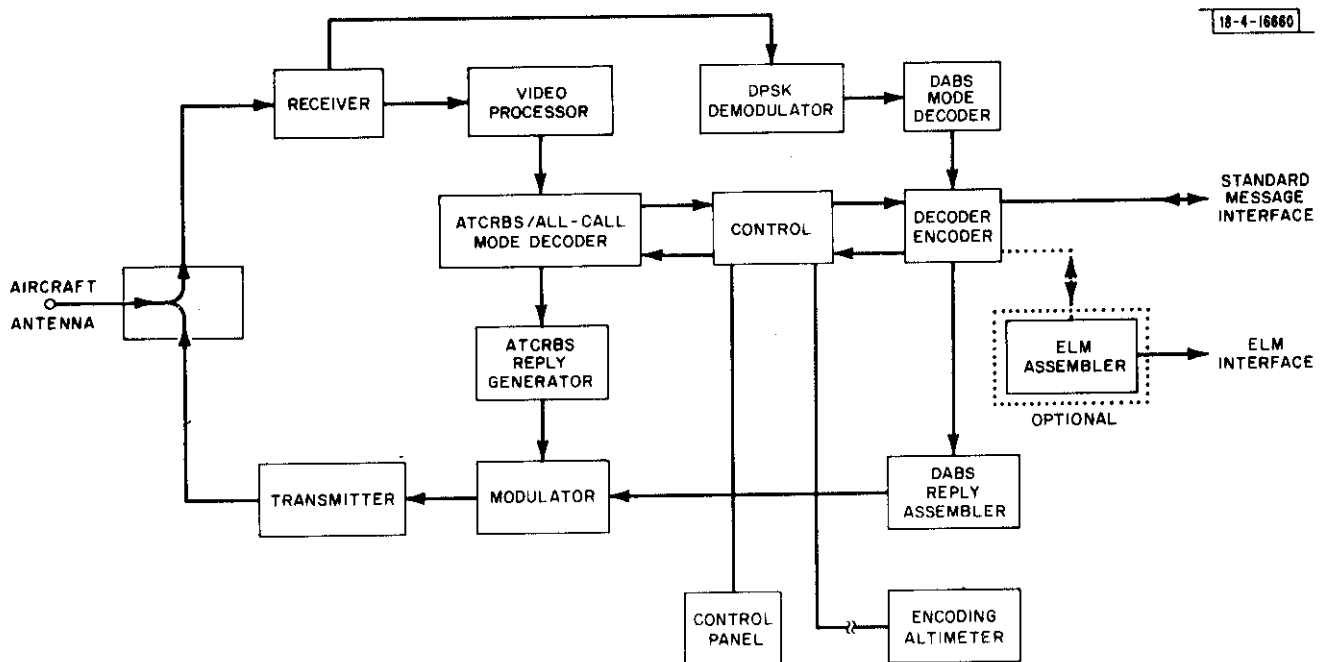 18-4-16660
RECEIVER
VIDEO
PROCESSOR
DPSK
DEMODULATOR
DABS
MODE
DECODER
ATCRBS/ALL-CALL
MODE DECODER
CONTROL
DECODER
ENCODER
STANDARD
MESSAGE
INTERFACE
AIRCRAFT
ANTENNA
ATCRBS
REPLY
GENERATOR
ELM
ASSEMBLER
ELM
INTERFACE
OPTIONAL
TRANSMITTER
MODULATOR
DABS
REPLY
ASSEMBLER
CONTROL
PANEL
ENCODING
ALTIMETER